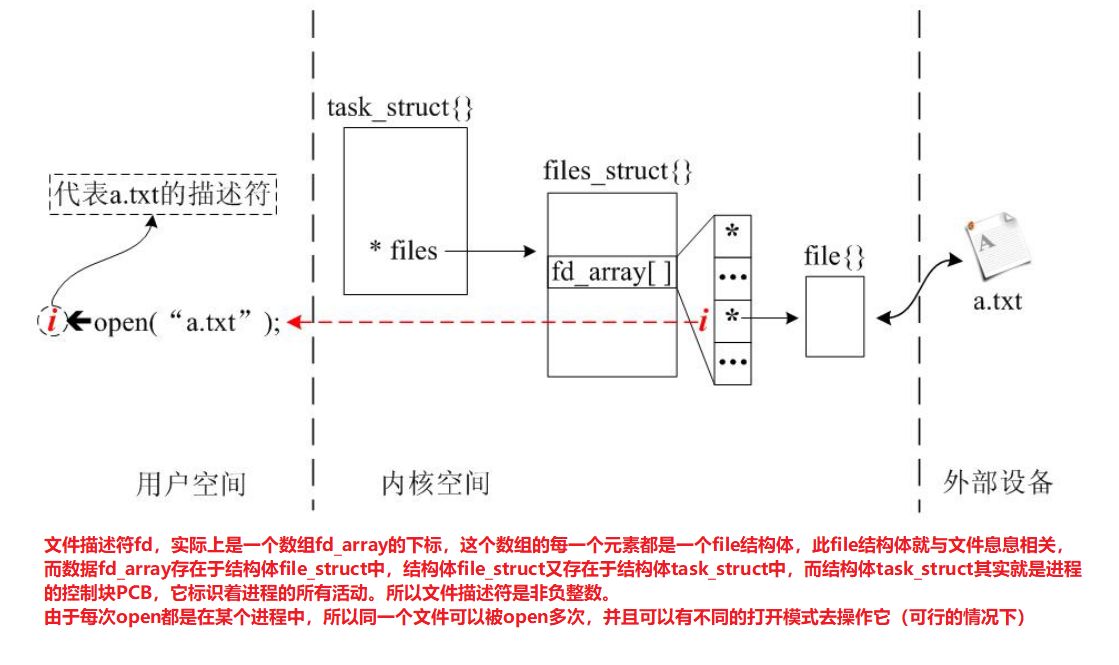 task_struct{}
files_struct{}
代表a.txt的描述符
* files
*
file{}
fd_array[ ]
•••
a.txt
i
open(“a.txt”);
i
*
•••
用户空间
内核空间
外部设备
文件描述符fd，实际上是一个数组fd_array的下标，这个数组的每一个元素都是一个file结构体，此file结构体就与文件息息相关，
而数据fd_array存在于结构体file_struct中，结构体file_struct又存在于结构体task_struct中，而结构体task_struct其实就是进程
的控制块PCB，它标识着进程的所有活动。所以文件描述符是非负整数。
由于每次open都是在某个进程中，所以同一个文件可以被open多次，并且可以有不同的打开模式去操作它（可行的情况下）